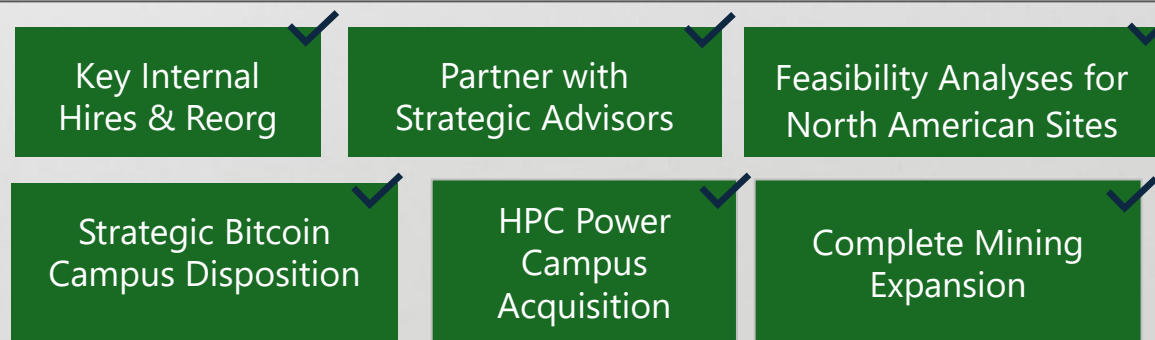 Key Internal
Hires & Reorg
Partner with
Strategic Advisors
Feasibility Analyses for
North American Sites
Strategic Bitcoin
Campus Disposition
HPC Power
Campus
Acquisition
Complete Mining
Expansion